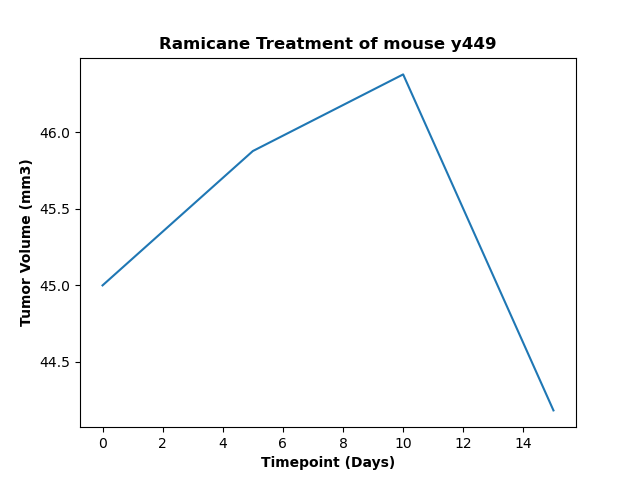 Ramicane Treatment of mouse y449
46.0
45.5
45.0
44.5
Tumor Volume (mm3)
0 2 4 6 8 10 12 14
Timepoint (Days)